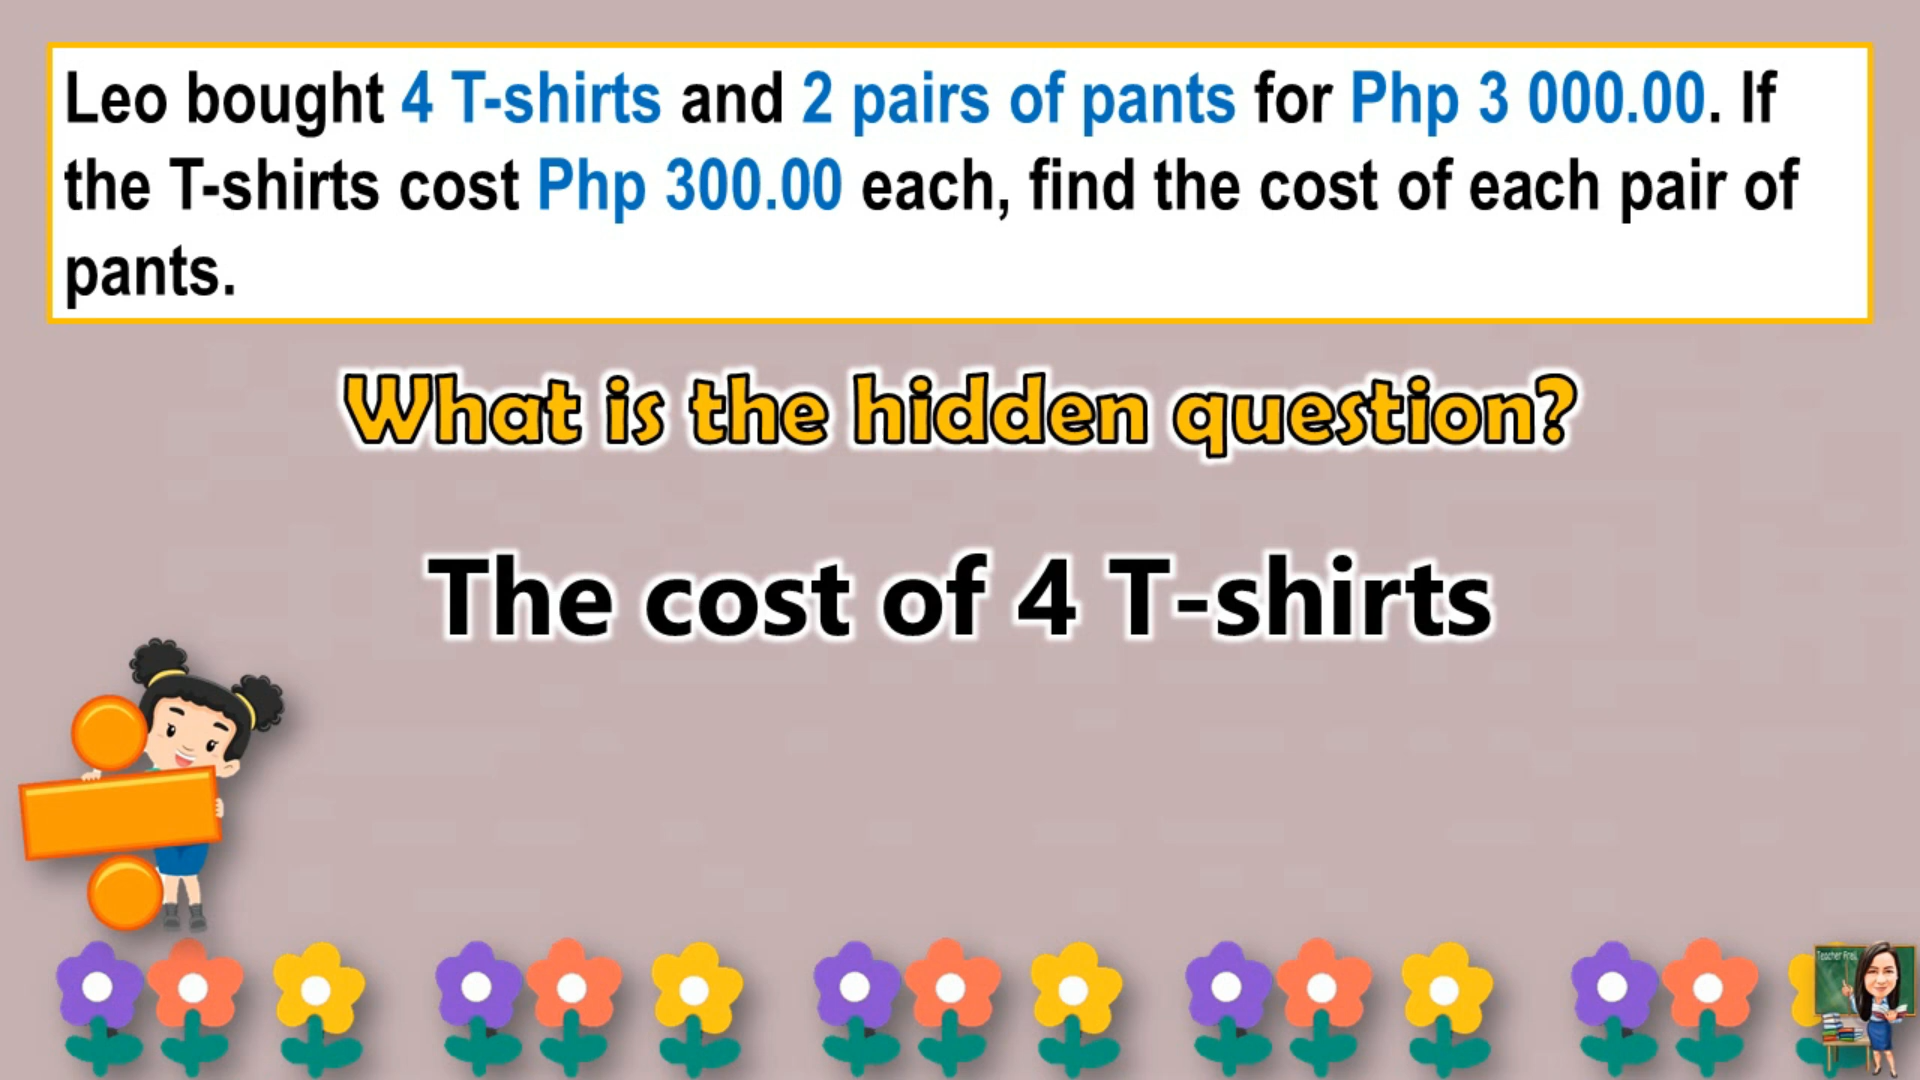 Leo bought 4 T-shirts and 2 pairs of pants for Php 3 000.00. If
the T-shirts cost Php 300.00 each, find the cost of each pair of
pants.
What is the hidden question?
The cost of 4 T-shirts
Teacher